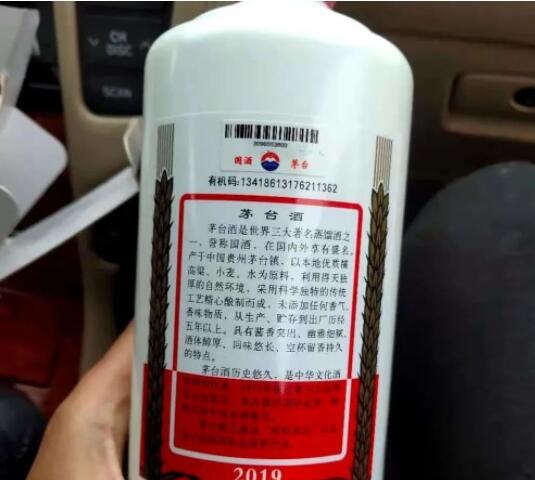 CH
DISC
SCAN
3096553800
国酒 茅台
有机码:13418613176211362
茅台酒
茅台酒是世界三大著名蒸馏酒之
一、誉称国酒，在国内外享有盛名。
产于中国贵州茅台镇，以本地优质糯
高粱、小麦、水为原料，利用得天独
厚的自然环境，采用科学独特的传统
工艺精心酿制而成，未添加任何香气、
香味物质，从生产、贮存到出厂历经
五年以上。具有酱香突出、幽雅细腻、
酒体醇厚、回味悠长、空杯留香持久
的特点。
茅台酒历史悠久，是中华文化酒
2019